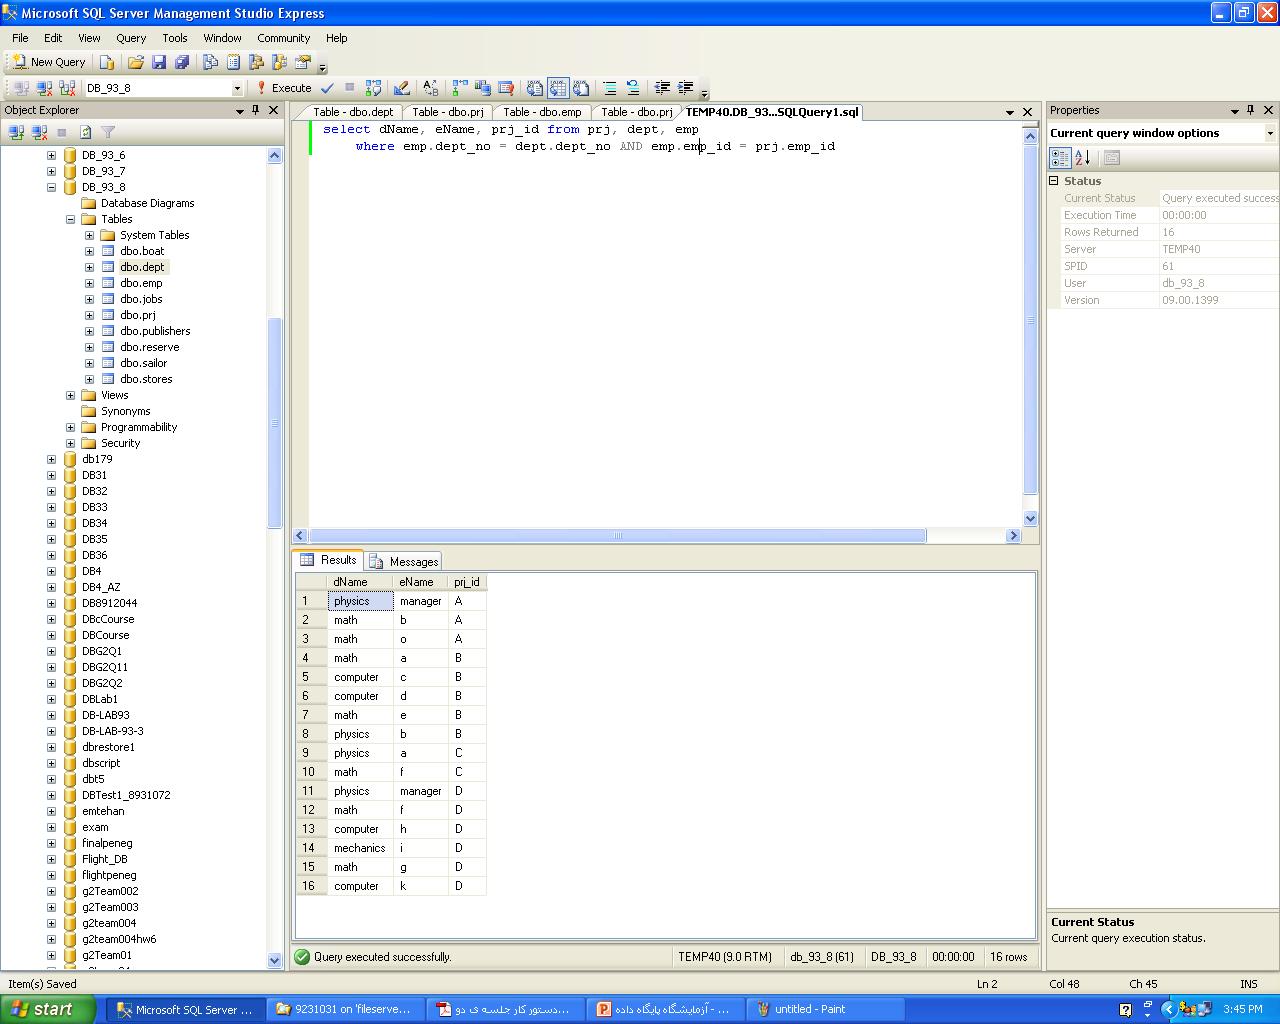 Microsoft SQL Server Management Studio Express
File Edit View Query Tools Window Community Help
New Query
DB_93_8 Execute
Object Explorer
DB_93_6
DB_93_7
DB_93_8
Database Diagrams
Tables
System Tables
dbo.boat
dbo.dept
dbo.emp
dbo.jobs
dbo.prj
dbo.publishers
dbo.reserve
dbo.sailor
dbo.stores
Views
Synonyms
Programmability
Security
db179
DB31
DB32
DB33
DB34
DB35
DB36
DB4
DB4_AZ
DB8912044
DBcCourse
DBCourse
DBG2Q1
DBG2Q11
DBG2Q2
DBLab1
DB-LAB93
DB-LAB-93-3
dbrestore1
dbscript
dbt5
DBTest1_8931072
emtehan
exam
finalpeneg
Flight_DB
flightpeneg
g2Team002
g2Team003
g2team004
g2team004hw6
g2Team01
Table - dbo.dept Table - dbo.prj Table - dbo.emp Table - dbo.prj TEMP40.DB_93...SQLQuery1.sql
select dName, eName, prj_id from prj, dept, emp
where emp.dept_no = dept.dept_no AND emp.emp_id = prj.emp_id
Results Messages
dName eName prj_id
1 physics manager A
2 math b A
3 math o A
4 math a B
5 computer c B
6 computer d B
7 math e B
8 physics b B
9 physics a C
10 math f C
11 physics manager D
12 math f D
13 computer h D
14 mechanics i D
15 math g D
16 computer k D
Query executed successfully. TEMP40 (9.0 RTM) db_93_8 (61) DB_93_8 00:00:00 16 rows
Properties
Current query window options
Status
Current Status Query executed success
Execution Time 00:00:00
Rows Returned 16
Server TEMP40
SPID 61
User db_93_8
Version 09.00.1399
Current Status
Current query execution status.
Item(s) Saved Ln 2 Col 48 Ch 45 INS
start Microsoft SQL Server ... 9231031 on 'fileserve... دستور کار جلسه ی دو... آزمایشگاه پایگاه داده - ... untitled - Paint 3:45 PM